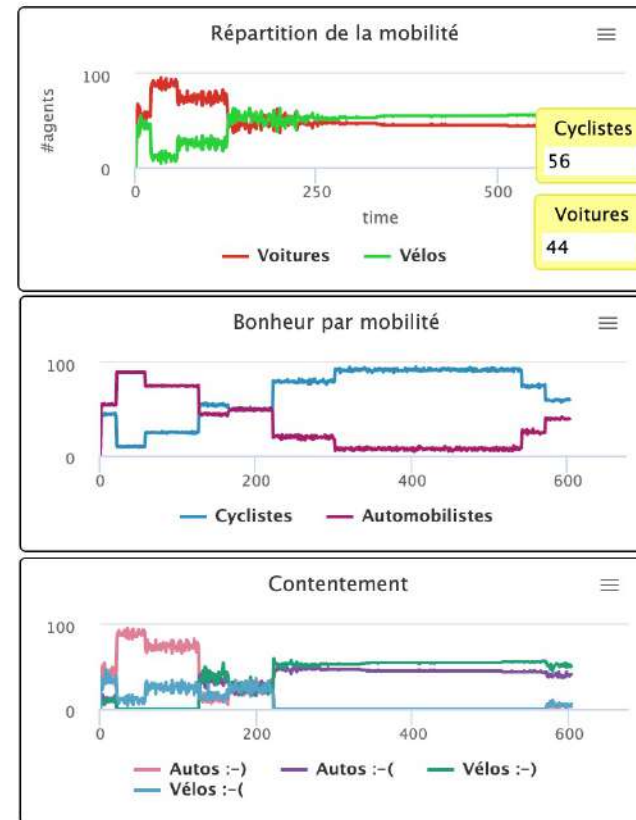 Répartition de la mobilité
100
#agents
0
0
250
500
time
Cyclistes
56
Voitures
44
Voitures
Vélos
Bonheur par mobilité
100
0
0
200
400
600
Cyclistes
Automobilistes
Contentement
100
0
0
200
400
600
Autos :-)
Autos :-(
Vélos :-)
Vélos :-(